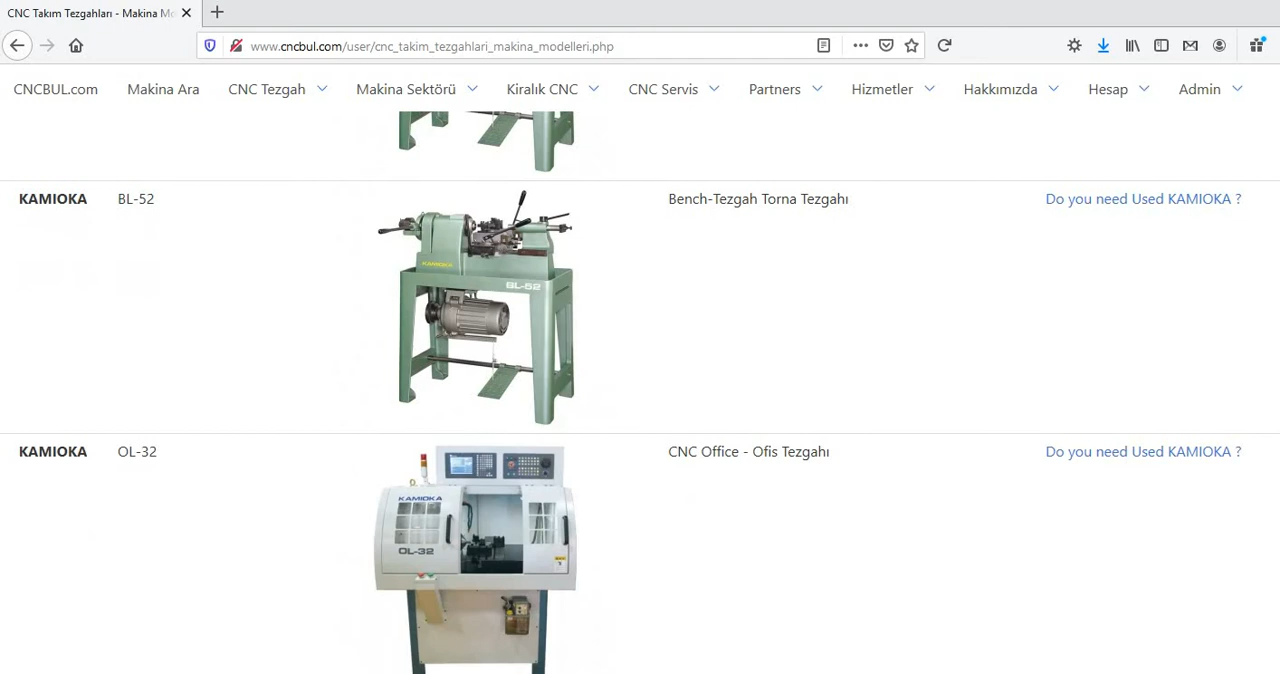 CNC Takım Tezgahları - Makina Mo
www.cncbul.com/user/cnc_takim_tezgahlari_makina_modelleri.php
CNCBUL.com Makina Ara CNC Tezgah Makina Sektörü Kiralık CNC CNC Servis Partners Hizmetler Hakkımızda Hesap Admin
KAMIOKA BL-52 Bench-Tezgah Torna Tezgahı Do you need Used KAMIOKA ?
KAMIOKA
BL-52
KAMIOKA OL-32 CNC Office - Ofis Tezgahı Do you need Used KAMIOKA ?
KAMIOKA
OL-32